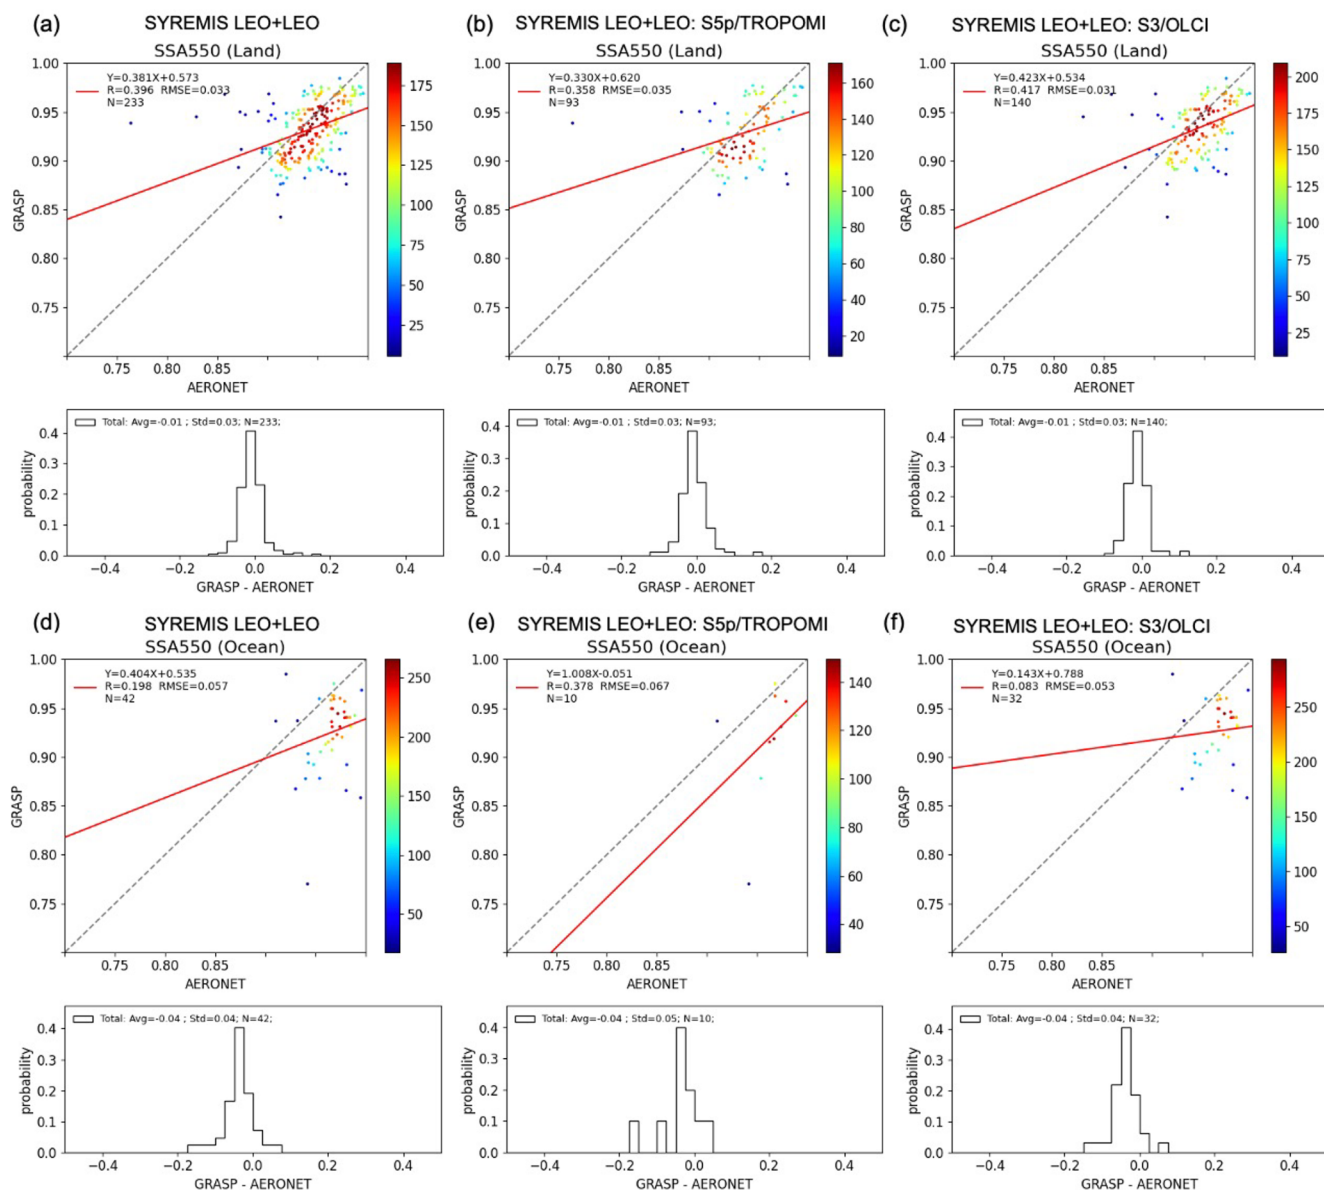 (a) SYREMIS LEO+LEO
SSA550 (Land)
Y=0.381X+0.573
R=0.396 RMSE=0.033
N=233
1.00
0.95
0.90
0.85
0.80
0.75
GRASP
0.75 0.80 0.85
AERONET
175
150
125
100
75
50
25
Total: Avg=-0.01 ; Std=0.03; N=233;
probability
0.4
0.3
0.2
0.1
0.0
−0.4 −0.2 0.0 0.2 0.4
GRASP - AERONET
(b) SYREMIS LEO+LEO: S5p/TROPOMI
SSA550 (Land)
Y=0.330X+0.620
R=0.358 RMSE=0.035
N=93
1.00
0.95
0.90
0.85
0.80
0.75
GRASP
0.75 0.80 0.85
AERONET
160
140
120
100
80
60
40
20
Total: Avg=-0.01 ; Std=0.03; N=93;
probability
0.4
0.3
0.2
0.1
0.0
−0.4 −0.2 0.0 0.2 0.4
GRASP - AERONET
(c) SYREMIS LEO+LEO: S3/OLCI
SSA550 (Land)
Y=0.423X+0.534
R=0.417 RMSE=0.031
N=140
1.00
0.95
0.90
0.85
0.80
0.75
GRASP
0.75 0.80 0.85
AERONET
200
175
150
125
100
75
50
25
Total: Avg=-0.01 ; Std=0.03; N=140;
probability
0.4
0.3
0.2
0.1
0.0
−0.4 −0.2 0.0 0.2 0.4
GRASP - AERONET
(d) SYREMIS LEO+LEO
SSA550 (Ocean)
Y=0.404X+0.535
R=0.198 RMSE=0.057
N=42
1.00
0.95
0.90
0.85
0.80
0.75
GRASP
0.75 0.80 0.85
AERONET
250
200
150
100
50
Total: Avg=-0.04 ; Std=0.04; N=42;
probability
0.4
0.3
0.2
0.1
0.0
−0.4 −0.2 0.0 0.2 0.4
GRASP - AERONET
(e) SYREMIS LEO+LEO: S5p/TROPOMI
SSA550 (Ocean)
Y=1.008X-0.051
R=0.378 RMSE=0.067
N=10
1.00
0.95
0.90
0.85
0.80
0.75
GRASP
0.75 0.80 0.85
AERONET
140
120
100
80
60
40
Total: Avg=-0.04 ; Std=0.05; N=10;
probability
0.4
0.3
0.2
0.1
0.0
−0.4 −0.2 0.0 0.2 0.4
GRASP - AERONET
(f) SYREMIS LEO+LEO: S3/OLCI
SSA550 (Ocean)
Y=0.143X+0.788
R=0.083 RMSE=0.053
N=32
1.00
0.95
0.90
0.85
0.80
0.75
GRASP
0.75 0.80 0.85
AERONET
250
200
150
100
50
Total: Avg=-0.04 ; Std=0.04; N=32;
probability
0.4
0.3
0.2
0.1
0.0
−0.4 −0.2 0.0 0.2 0.4
GRASP - AERONET